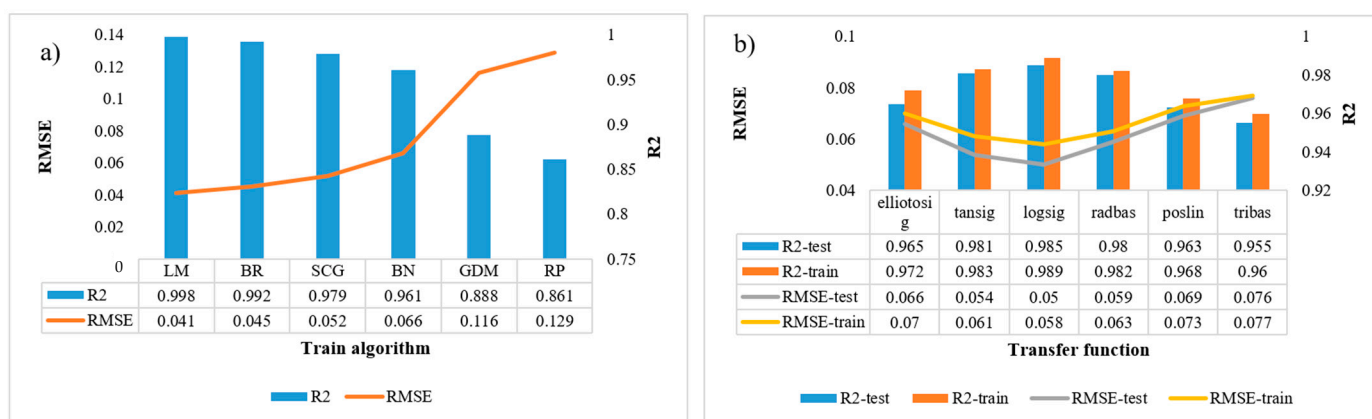 a)
0.14
0.12
0.1
0.08
0.06
0.04
0.02
0
RMSE
1
0.95
0.9
0.85
0.8
0.75
R2
LM BR SCG BN GDM RP
R2 0.998 0.992 0.979 0.961 0.888 0.861
RMSE 0.041 0.045 0.052 0.066 0.116 0.129
Train algorithm
R2 RMSE
b)
0.1
0.08
0.06
0.04
RMSE
1
0.98
0.96
0.94
0.92
R2
elliotosi
g
tansig logsig radbas poslin tribas
R2-test 0.965 0.981 0.985 0.98 0.963 0.955
R2-train 0.972 0.983 0.989 0.982 0.968 0.96
RMSE-test 0.066 0.054 0.05 0.059 0.069 0.076
RMSE-train 0.07 0.061 0.058 0.063 0.073 0.077
Transfer function
R2-test R2-train RMSE-test RMSE-train